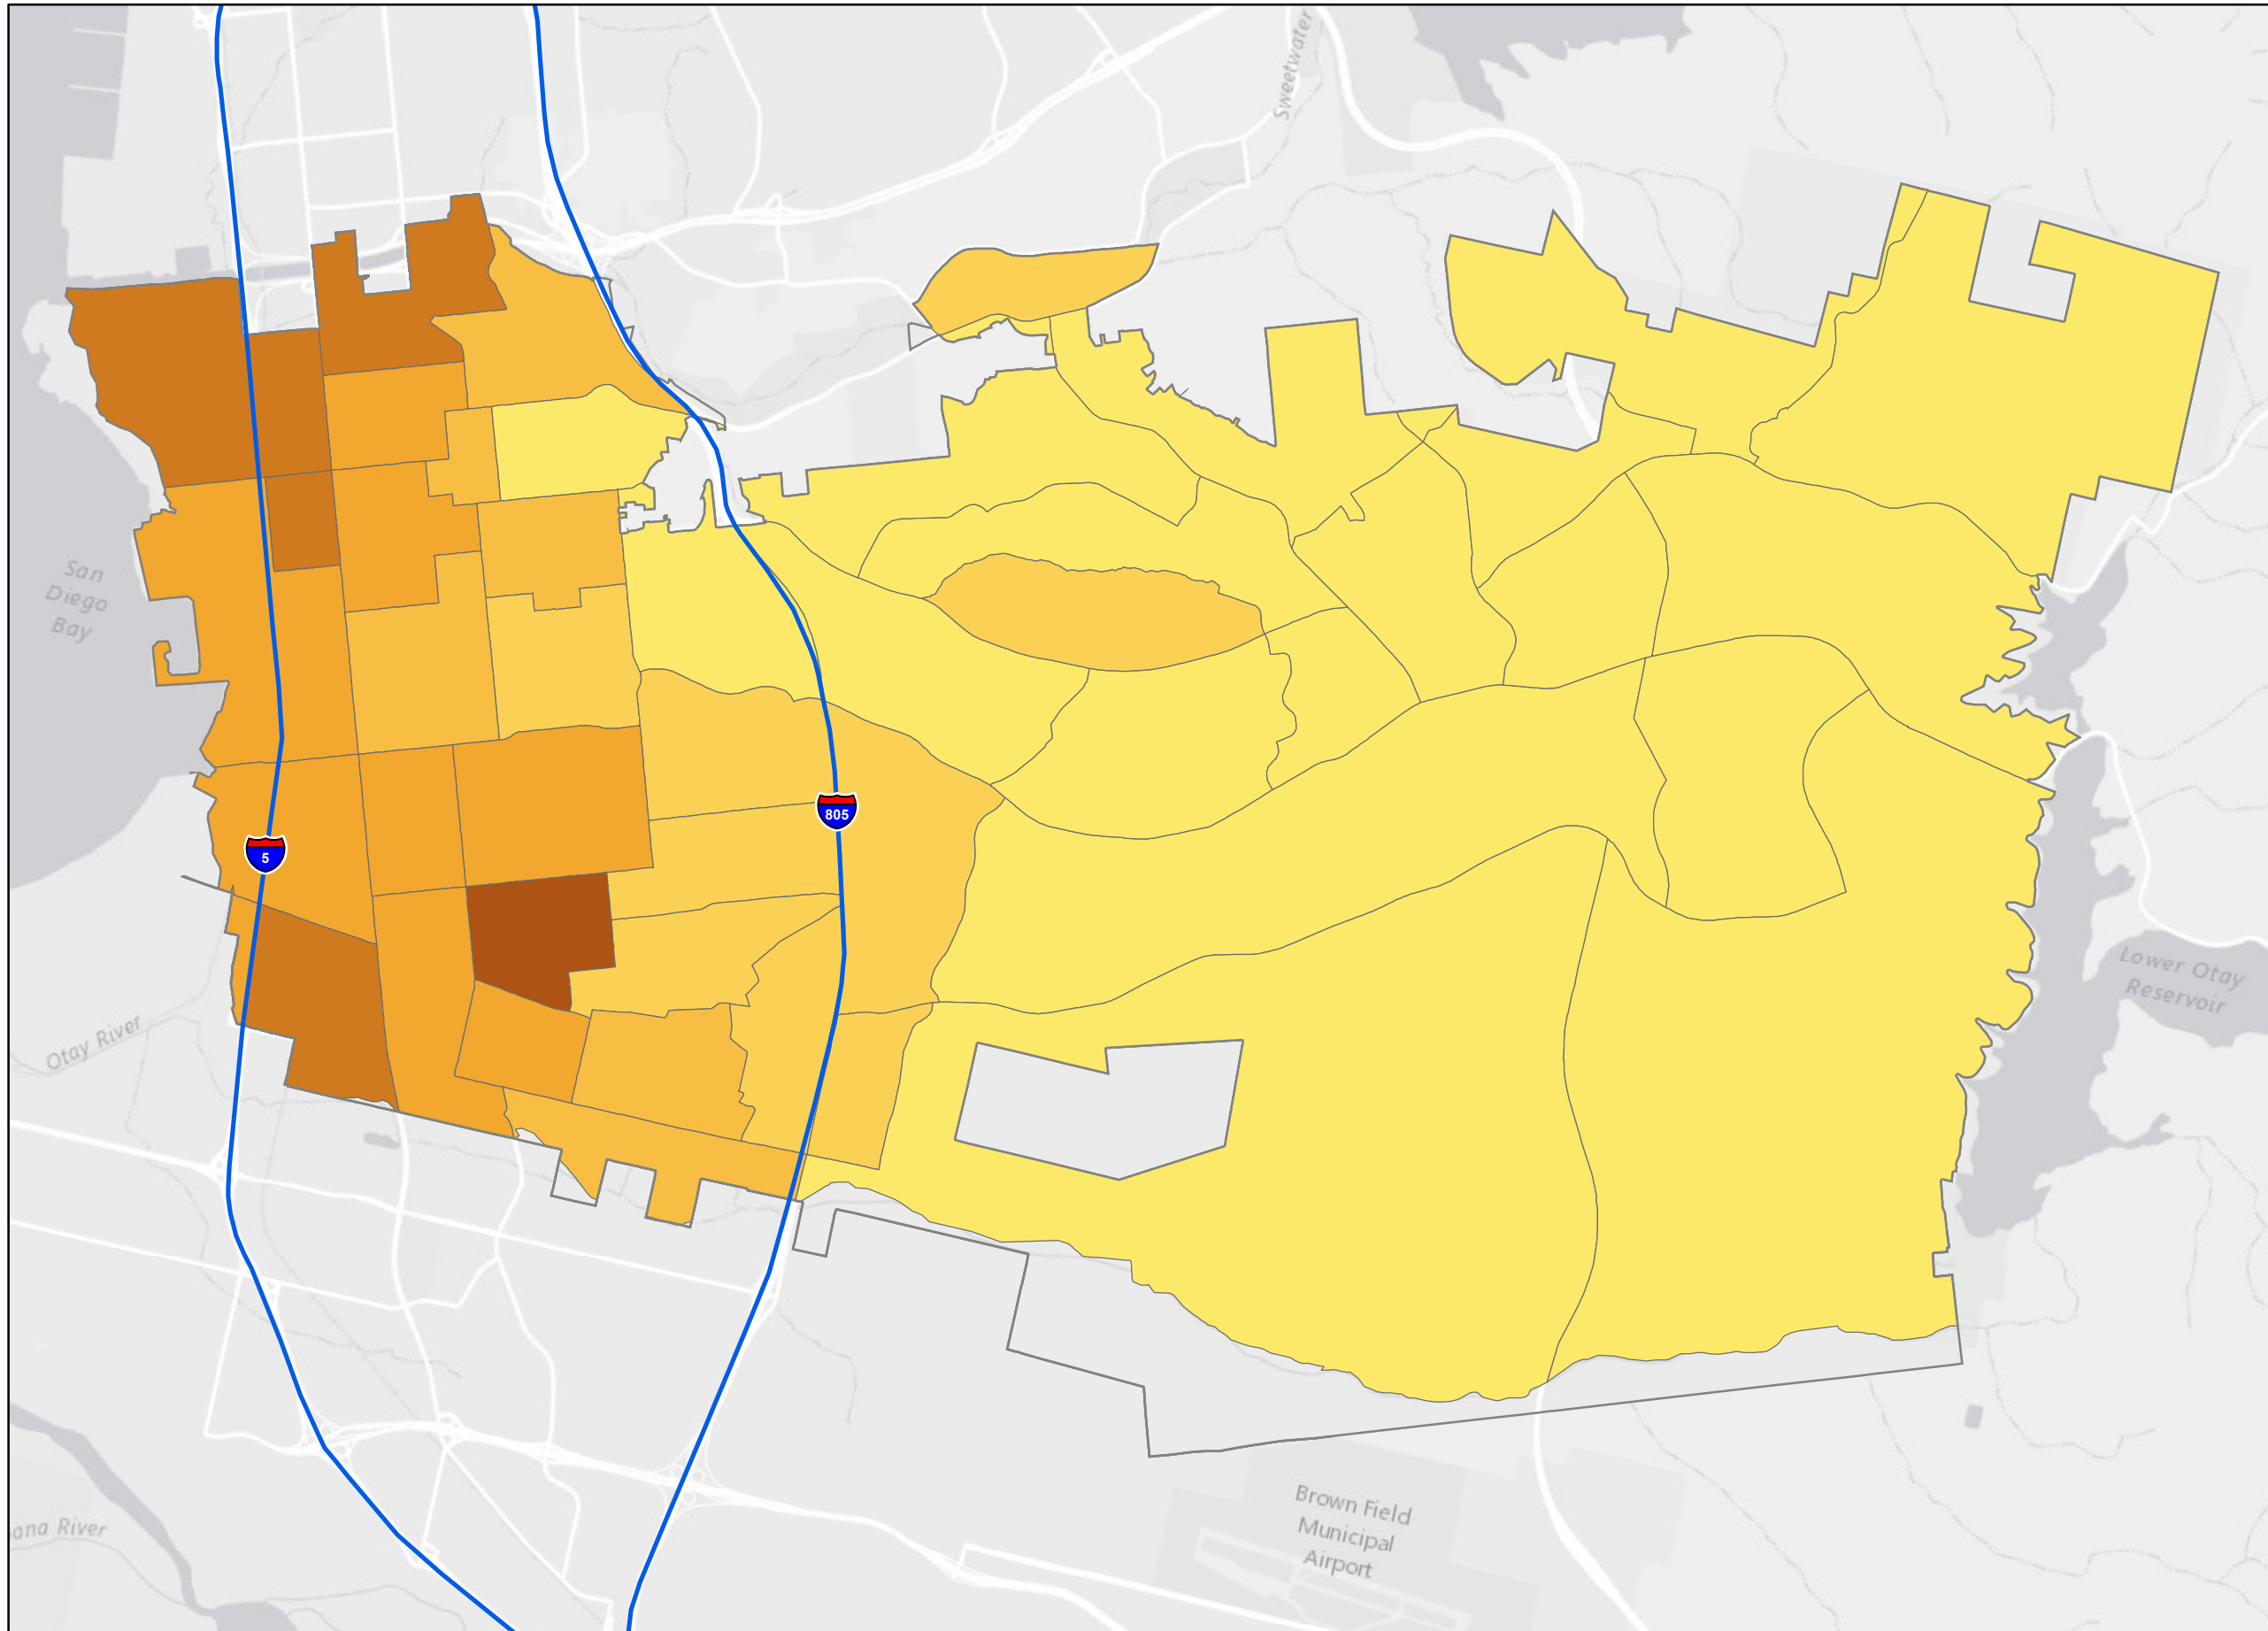 Sweetwater
San
Diego
Bay
805
5
Lower Otay
Reservoir
Otay River
Brown Field
Municipal
Airport
ana River